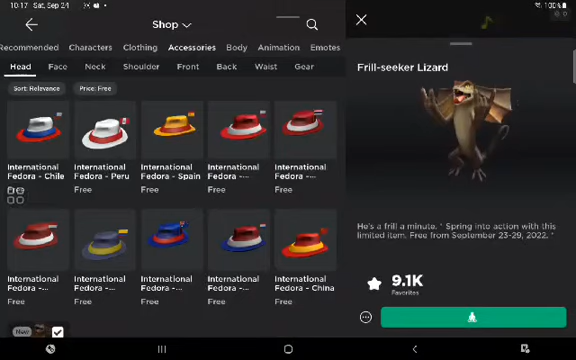 10:17 Sat, Sep 24
100%
Shop
Recommended Characters Clothing Accessories Body Animation Emotes
Head Face Neck Shoulder Front Back Waist Gear
Sort: Relevance Price: Free
International Fedora - Chile
Free
International Fedora - Peru
Free
International Fedora - Spain
Free
International Fedora -...
Free
International Fedora -...
Free
International Fedora -...
Free
International Fedora -...
Free
International Fedora -...
Free
International Fedora -...
Free
International Fedora - China
Free
New
Frill-seeker Lizard
He's a frill a minute. * Spring into action with this
limited item. Free from September 23-29, 2022. *
9.1K
Favorites